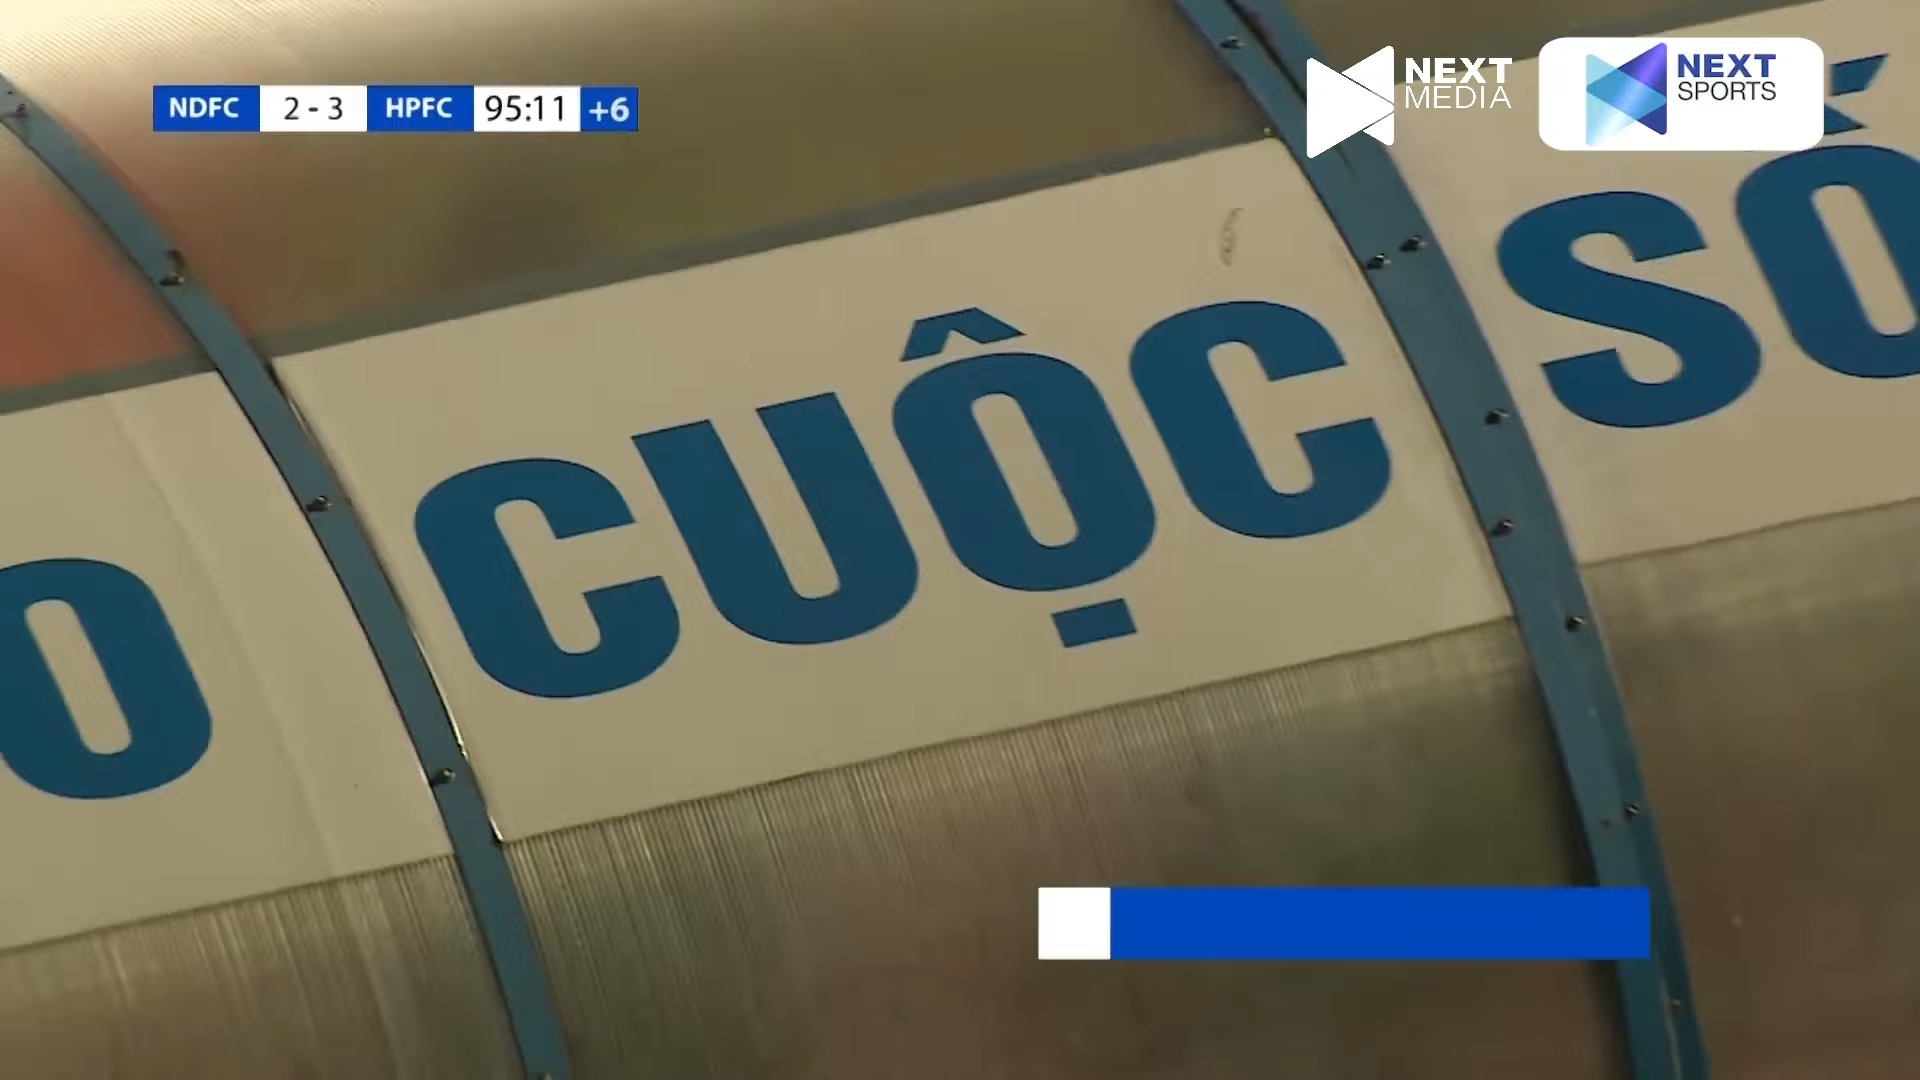 NDFC 2 - 3 HPFC 95:11 +6
NEXT
MEDIA
NEXT
SPORTS
CUỘC